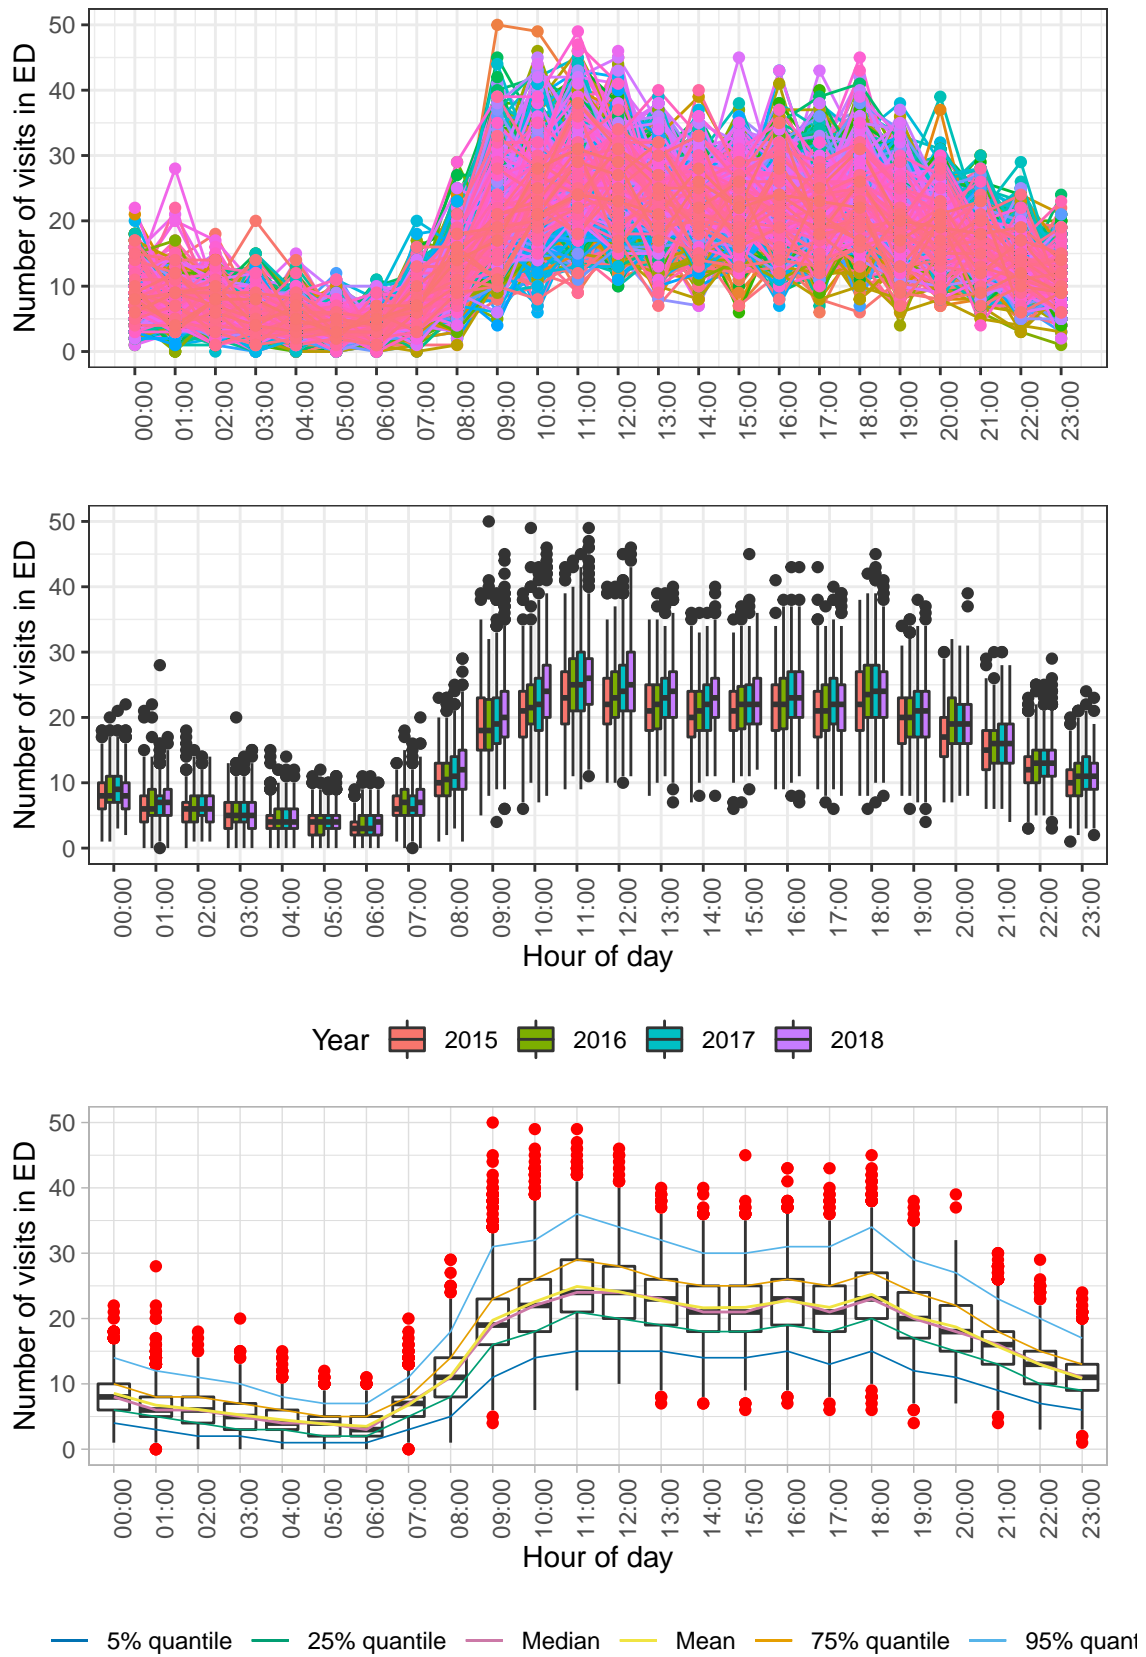 Number of visits in ED
50
40
30
20
10
0
00:00 01:00 02:00 03:00 04:00 05:00 06:00 07:00 08:00 09:00 10:00 11:00 12:00 13:00 14:00 15:00 16:00 17:00 18:00 19:00 20:00 21:00 22:00 23:00
Number of visits in ED
50
40
30
20
10
0
00:00 01:00 02:00 03:00 04:00 05:00 06:00 07:00 08:00 09:00 10:00 11:00 12:00 13:00 14:00 15:00 16:00 17:00 18:00 19:00 20:00 21:00 22:00 23:00
Hour of day
Year 2015 2016 2017 2018
Number of visits in ED
50
40
30
20
10
0
00:00 01:00 02:00 03:00 04:00 05:00 06:00 07:00 08:00 09:00 10:00 11:00 12:00 13:00 14:00 15:00 16:00 17:00 18:00 19:00 20:00 21:00 22:00 23:00
Hour of day
5% quantile 25% quantile Median Mean 75% quantile 95% quant